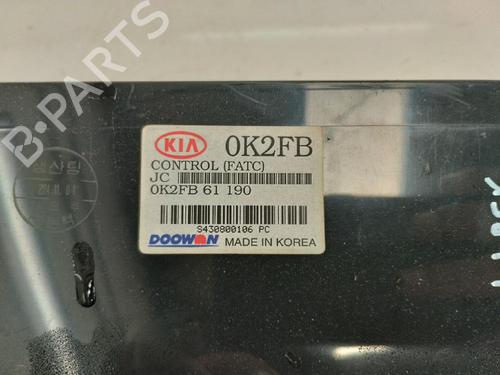 B-PARTS
KIA 0K2FB
CONTROL (FATC)
JC
0K2FB 61 190
S430800106 PC
DOOWON MADE IN KOREA